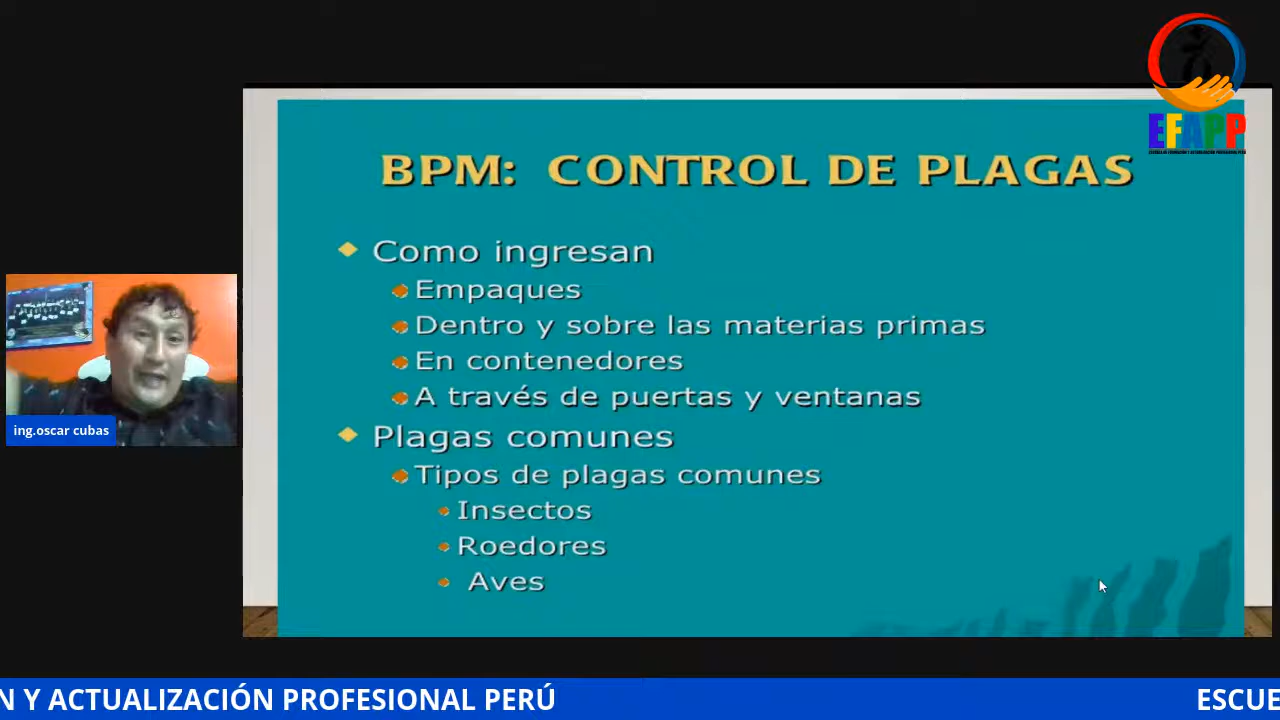 EFAPP
BPM: CONTROL DE PLAGAS
Como ingresan
Empaques
Dentro y sobre las materias primas
En contenedores
A través de puertas y ventanas
Plagas comunes
Tipos de plagas comunes
Insectos
Roedores
Aves
ing.oscar cubas
N Y ACTUALIZACIÓN PROFESIONAL PERÚ
ESCUE